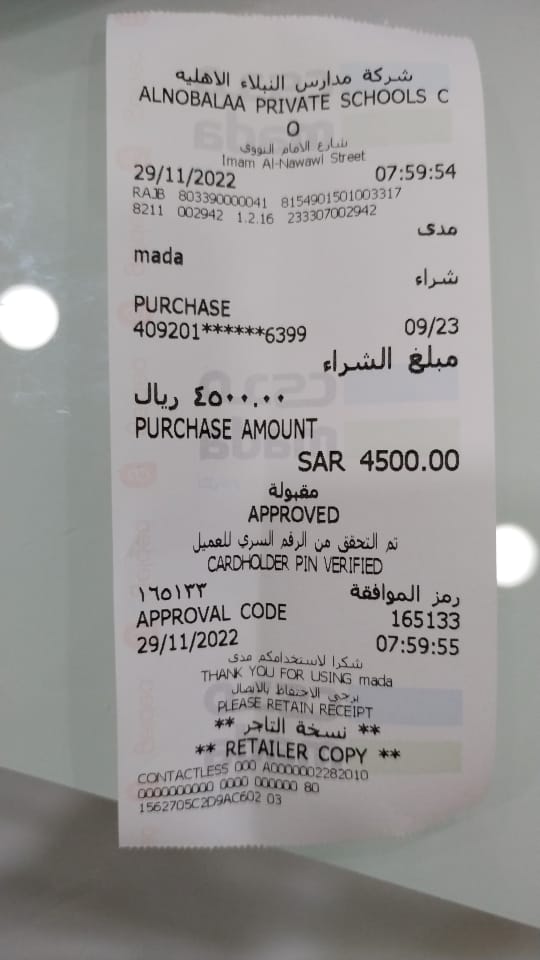 شركة مدارس النبلاء الاهليه
ALNOBALAA PRIVATE SCHOOLS C
O
شارع الامام النووي
Imam Al-Nawawi Street
29/11/2022 07:59:54
RAJB 803390000041 8154901501003317
8211 002942 1.2.16 233307002942
مدى
mada
شراء
PURCHASE
409201******6399 09/23
مبلغ الشراء
٤٥٠٠.٠٠ ريال
PURCHASE AMOUNT
SAR 4500.00
مقبولة
APPROVED
تم التحقق من الرقم السري للعميل
CARDHOLDER PIN VERIFIED
رمز الموافقة ١٦٥١٣٣
APPROVAL CODE 165133
29/11/2022 07:59:55
شكرا لاستخدامكم مدى
THANK YOU FOR USING mada
يرجى الاحتفاظ بالايصال
PLEASE RETAIN RECEIPT
** نسخة التاجر **
** RETAILER COPY **
CONTACTLESS 000 A0000002282010
0000000000 0000 000000 80
1562705C2D9AC602 03